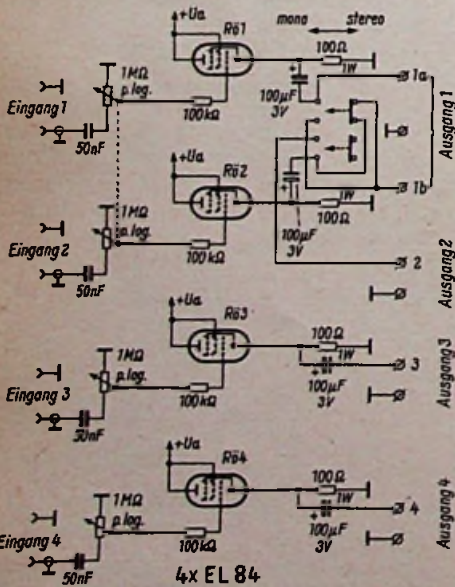 +Ua
Rö1
mono
stereo
100Ω
1W
1a
1MΩ
p.log.
Eingang 1
100µF
3V
100kΩ
50nF
Ausgang 1
+Ua
Rö2
1W
100Ω
1b
1MΩ
p.log.
Eingang 2
100µF
3V
100kΩ
50nF
2
Ausgang 2
+Ua
Rö3
100Ω
1W
3
1MΩ
p.log.
Eingang 3
100µF
3V
100kΩ
50nF
Ausgang 3
+Ua
Rö4
100Ω
1W
4
1MΩ
p.log.
Eingang 4
100µF
3V
100kΩ
50nF
Ausgang 4
4x EL 84